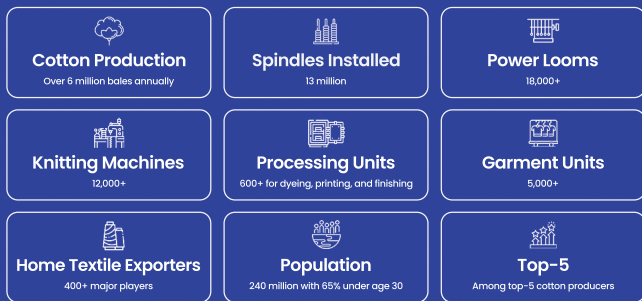 Cotton Production
Over 6 million bales annually
Spindles Installed
13 million
Power Looms
18,000+
Knitting Machines
12,000+
Processing Units
600+ for dyeing, printing, and finishing
Garment Units
5,000+
Home Textile Exporters
400+ major players
Population
240 million with 65% under age 30
Top-5
Among top-5 cotton producers